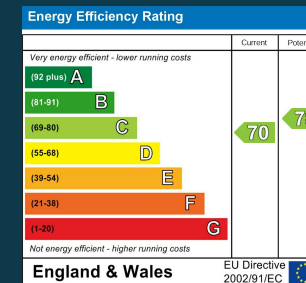 Energy Efficiency Rating
Current
Very energy efficient - lower running costs
(92 plus) A
(81-91) B
(69-80) C
(55-68) D
(39-54) E
(21-38) F
(1-20) G
70
Not energy efficient - higher running costs
England & Wales
EU Directive
2002/91/EC